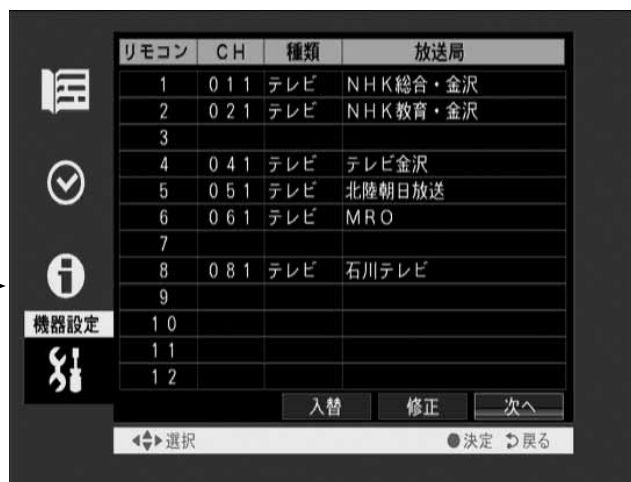 リモコン CH 種類 放送局
1 011 テレビ NHK総合・金沢
2 021 テレビ NHK教育・金沢
3
4 041 テレビ テレビ金沢
5 051 テレビ 北陸朝日放送
6 061 テレビ MRO
7
8 081 テレビ 石川テレビ
9
10
11
12
機器設定
入替 修正 次へ
選択 決定 戻る